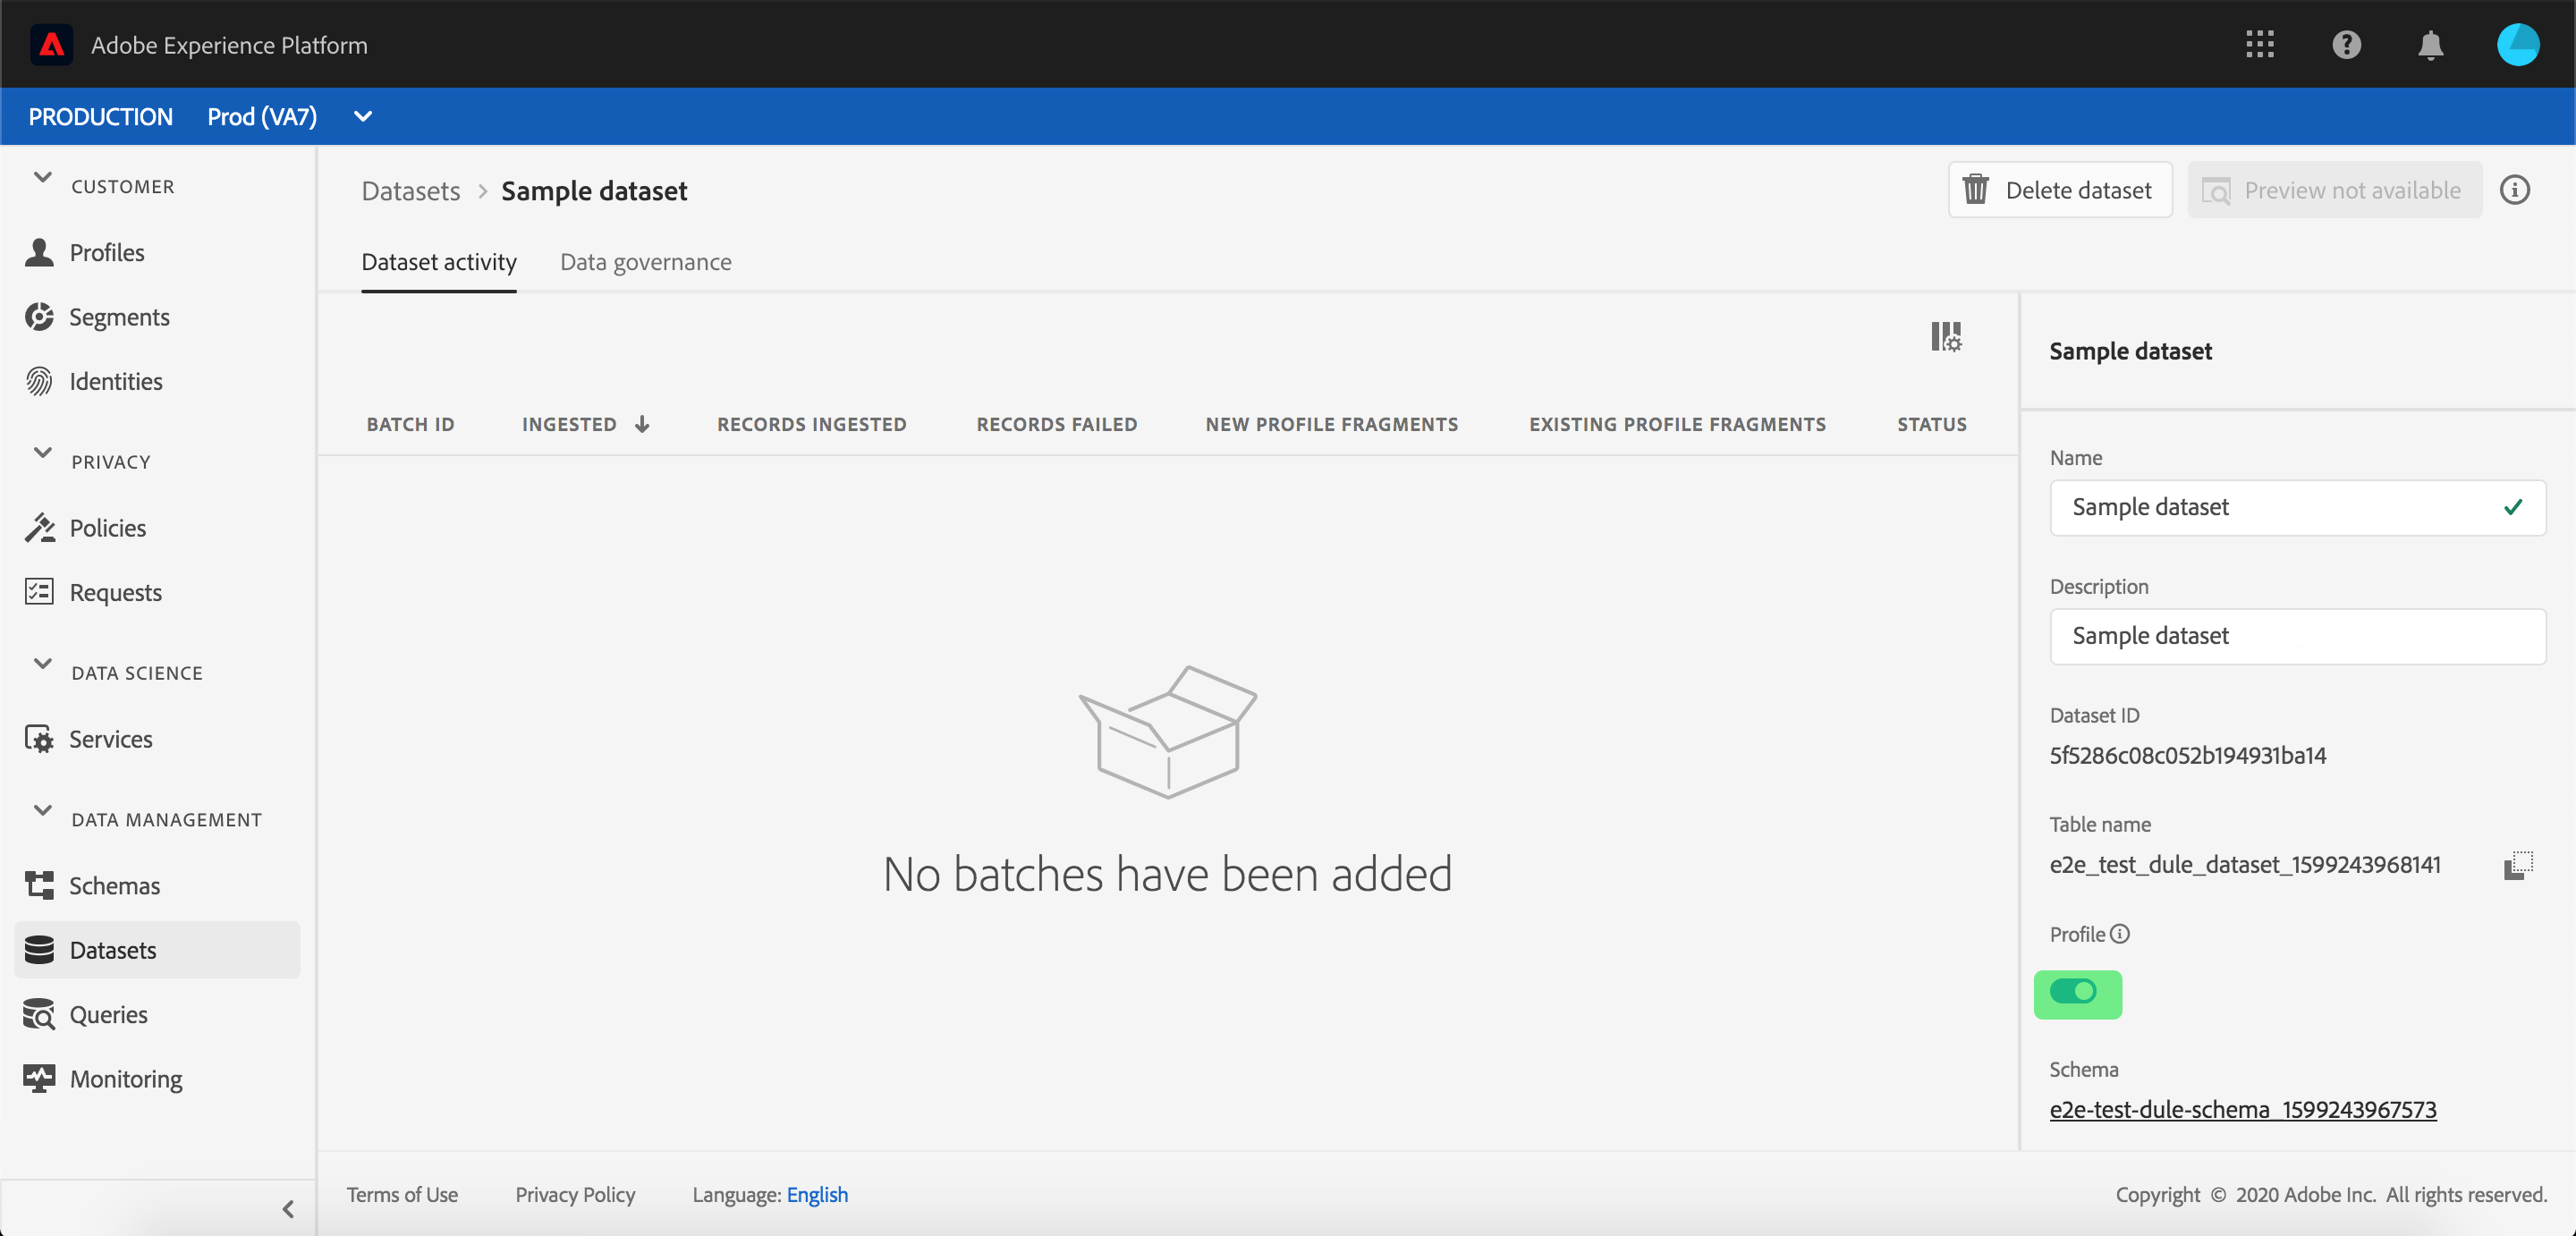 Adobe Experience Platform
PRODUCTION Prod (VA7)
CUSTOMER
Profiles
Segments
Identities
PRIVACY
Policies
Requests
DATA SCIENCE
Services
DATA MANAGEMENT
Schemas
Datasets
Queries
Monitoring
Datasets > Sample dataset
Delete dataset
Preview not available
Dataset activity
Data governance
BATCH ID INGESTED RECORDS INGESTED RECORDS FAILED NEW PROFILE FRAGMENTS EXISTING PROFILE FRAGMENTS STATUS
No batches have been added
Sample dataset
Name
Sample dataset
Description
Sample dataset
Dataset ID
5f5286c08c052b194931ba14
Table name
e2e_test_dule_dataset_1599243968141
Profile
Schema
e2e-test-dule-schema_1599243967573
Terms of Use Privacy Policy Language: English
Copyright © 2020 Adobe Inc. All rights reserved.